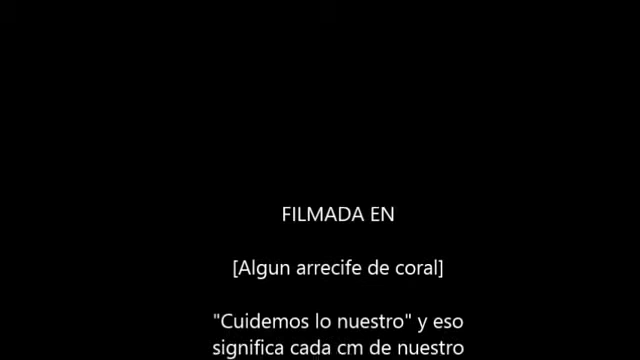 FILMADA EN
[Algun arrecife de coral]
"Cuidemos lo nuestro" y eso
significa cada cm de nuestro